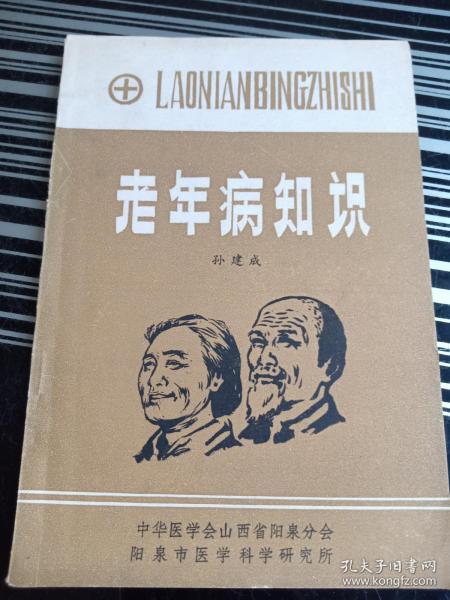 LAONIANBINGZHISHI
老年病知识
孙建成
中华医学会山西省阳泉分会
阳泉市医学科学研究所
孔夫子旧书网
www.kongfz.com